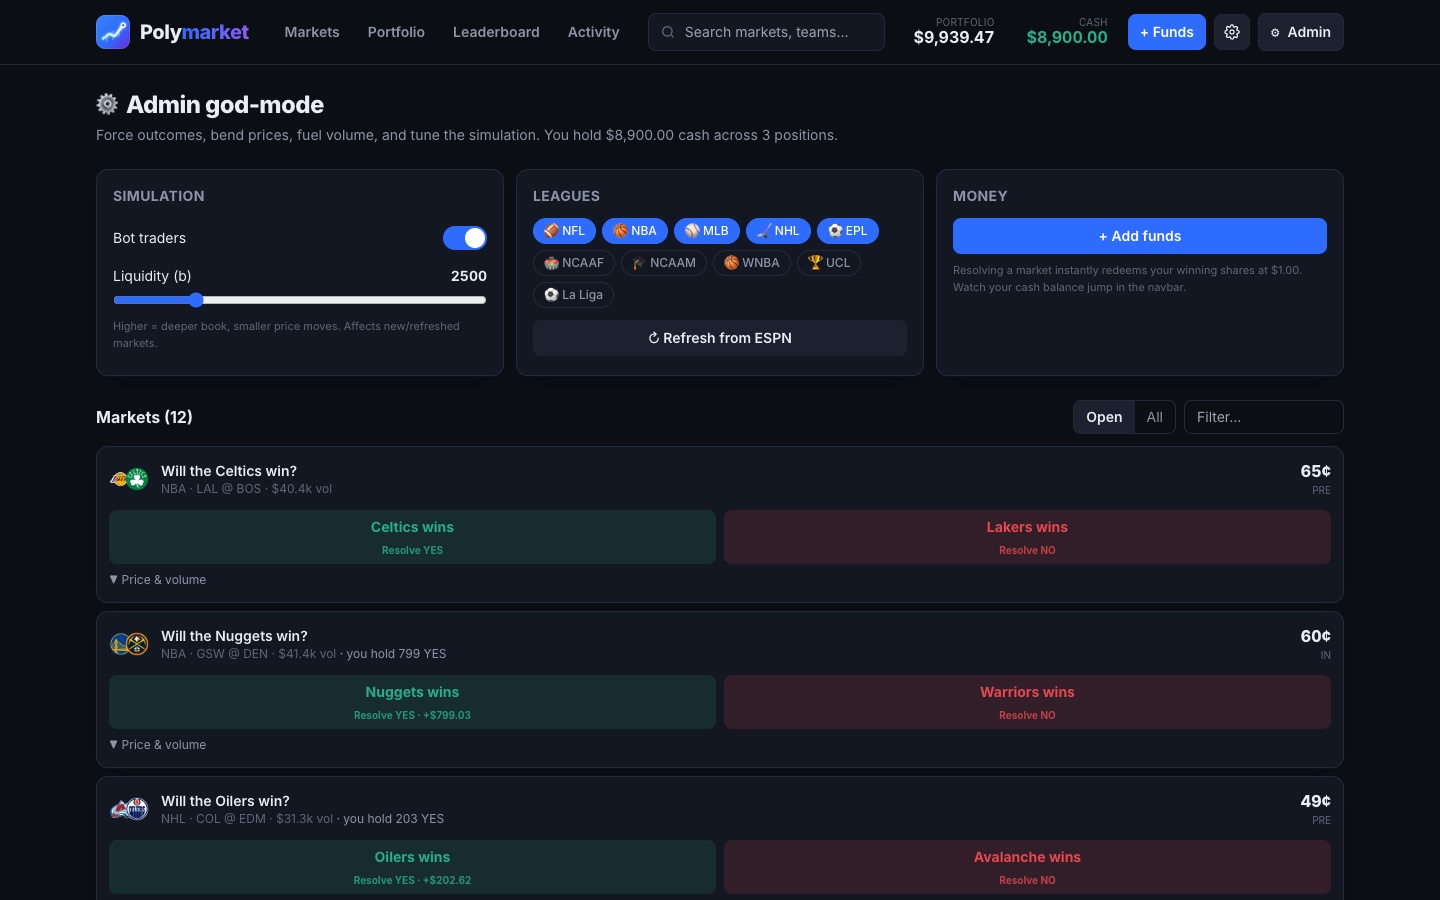 Polymarket
Markets
Portfolio
Leaderboard
Activity
Search markets, teams...
PORTFOLIO
$9,939.47
CASH
$8,900.00
+ Funds
Admin
Admin god-mode
Force outcomes, bend prices, fuel volume, and tune the simulation. You hold $8,900.00 cash across 3 positions.
SIMULATION
Bot traders
Liquidity (b) 2500
Higher = deeper book, smaller price moves. Affects new/refreshed
markets.
LEAGUES
NFL NBA MLB NHL EPL
NCAAF NCAAM WNBA UCL
La Liga
↻ Refresh from ESPN
MONEY
+ Add funds
Resolving a market instantly redeems your winning shares at $1.00.
Watch your cash balance jump in the navbar.
Markets (12)
Open
All
Filter...
Will the Celtics win?
NBA · LAL @ BOS · $40.4k vol
65¢
PRE
Celtics wins
Resolve YES
Lakers wins
Resolve NO
▼ Price & volume
Will the Nuggets win?
NBA · GSW @ DEN · $41.4k vol · you hold 799 YES
60¢
IN
Nuggets wins
Resolve YES · +$799.03
Warriors wins
Resolve NO
▼ Price & volume
Will the Oilers win?
NHL · COL @ EDM · $31.3k vol · you hold 203 YES
49¢
PRE
Oilers wins
Resolve YES · +$202.62
Avalanche wins
Resolve NO